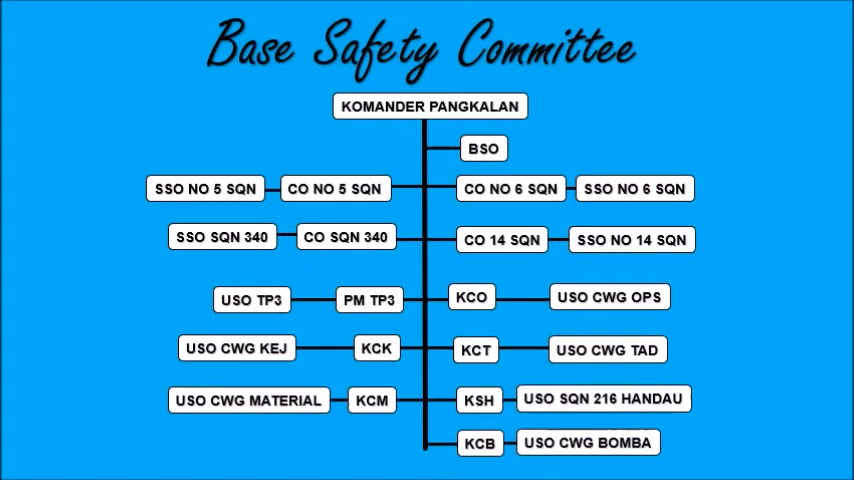 Base Safety Committee
KOMANDER PANGKALAN
BSO
SSO NO 5 SQN
CO NO 5 SQN
CO NO 6 SQN
SSO NO 6 SQN
SSO SQN 340
CO SQN 340
CO 14 SQN
SSO NO 14 SQN
USO TP3
PM TP3
KCO
USO CWG OPS
USO CWG KEJ
KCK
KCT
USO CWG TAD
USO CWG MATERIAL
KCM
KSH
USO SQN 216 HANDAU
KCB
USO CWG BOMBA